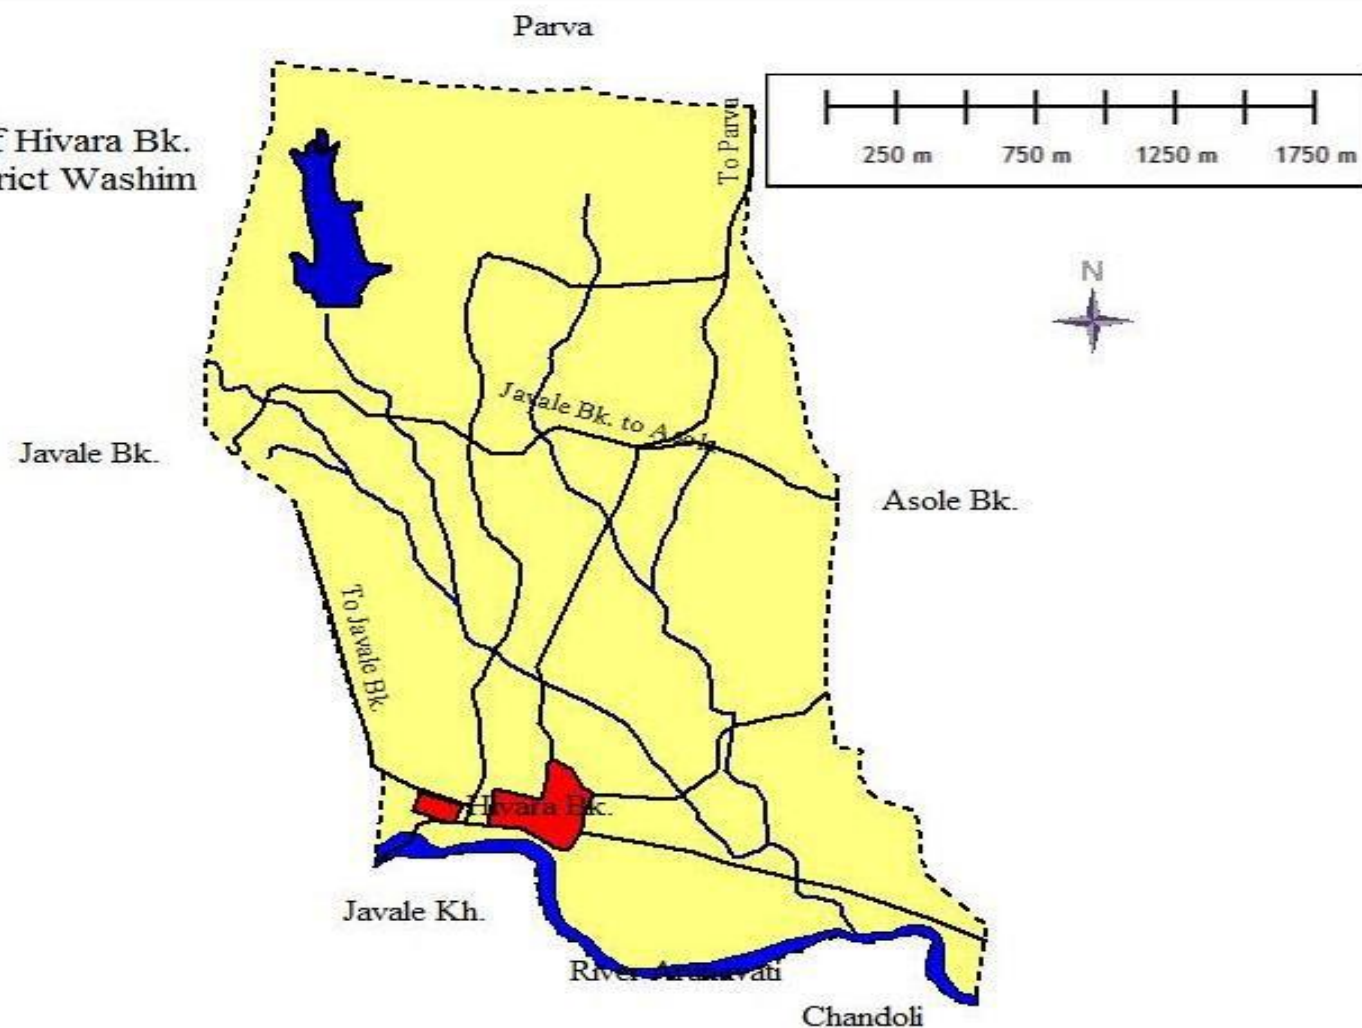 Parva
f Hivara Bk.
rict Washim
To Parva
250 m 750 m 1250 m 1750 m
N
Javale Bk. to Asole
Javale Bk.
Asole Bk.
To Javale Bk.
Hivara Bk.
Javale Kh.
River Arunavati
Chandoli